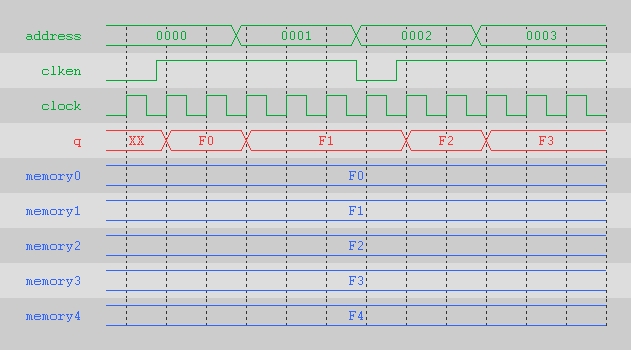 address 0000 0001 0002 0003
clken
clock
q XX F0 F1 F2 F3
memory0 F0
memory1 F1
memory2 F2
memory3 F3
memory4 F4